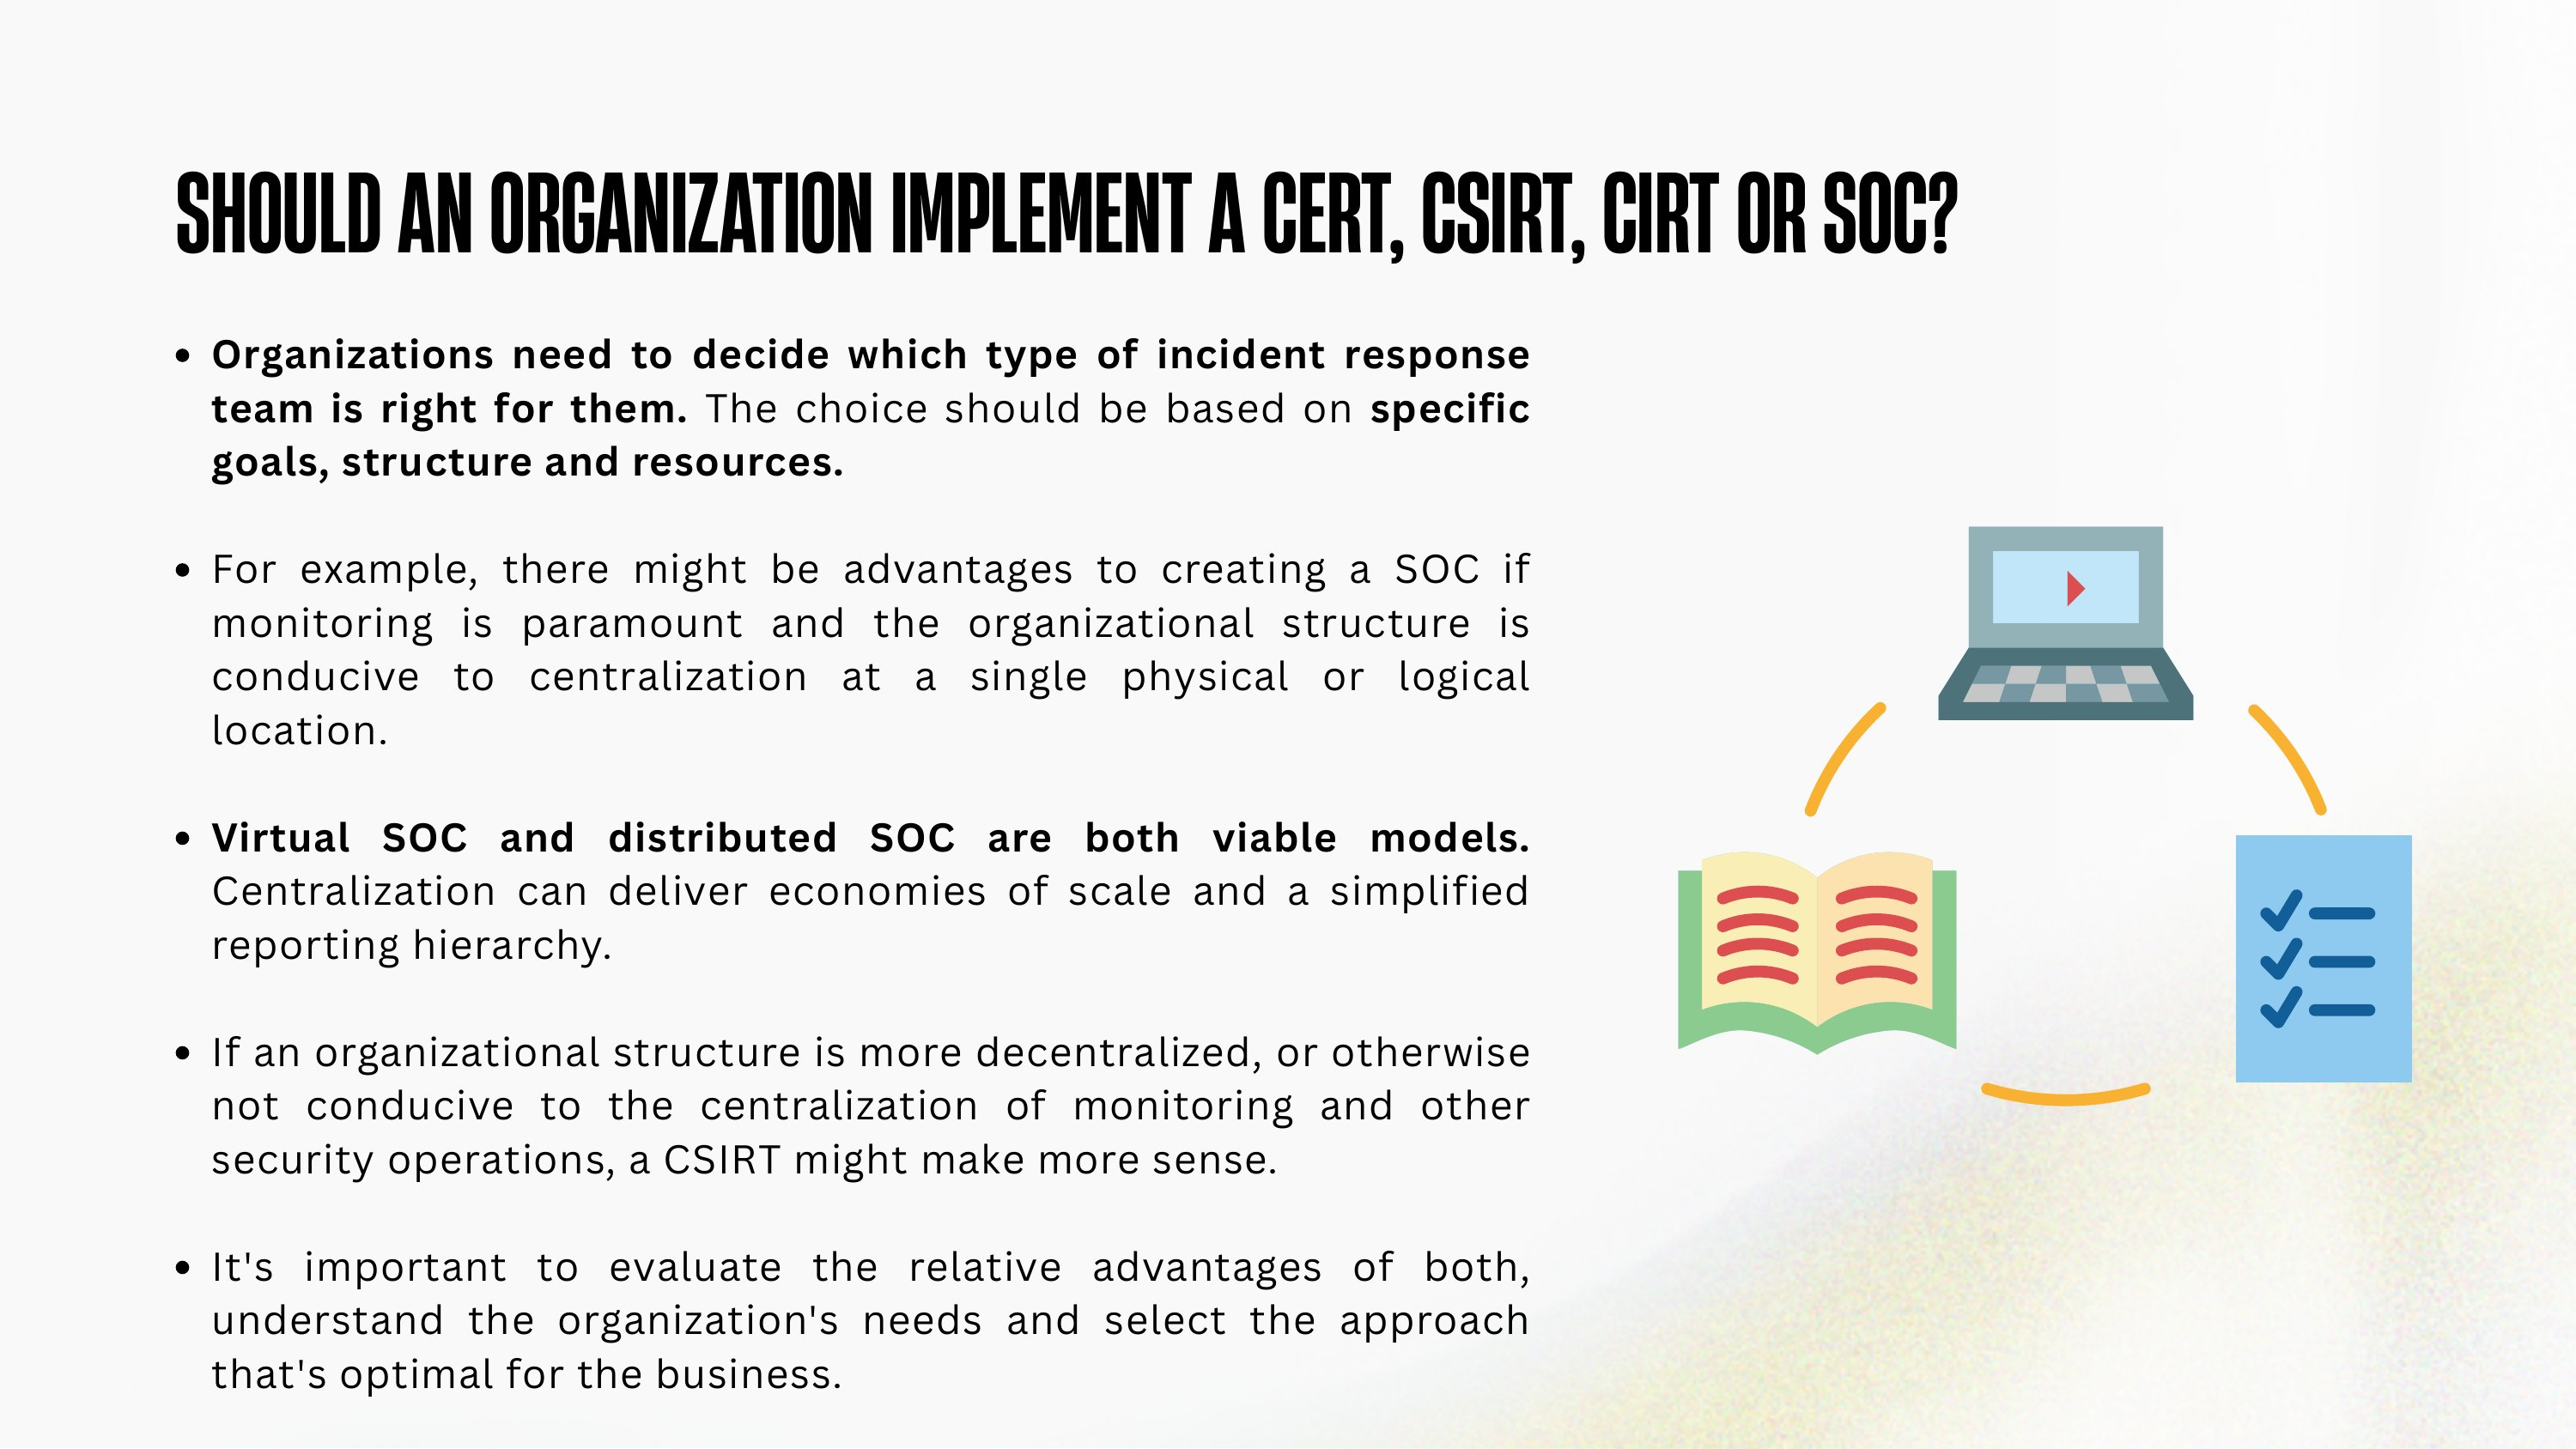 SHOULD AN ORGANIZATION IMPLEMENT A CERT, CSIRT, CIRT OR SOC?
• Organizations need to decide which type of incident response
team is right for them. The choice should be based on specific
goals, structure and resources.
• For example, there might be advantages to creating a SOC if
monitoring is paramount and the organizational structure is
conducive to centralization at a single physical or logical
location.
• Virtual SOC and distributed SOC are both viable models.
Centralization can deliver economies of scale and a simplified
reporting hierarchy.
• If an organizational structure is more decentralized, or otherwise
not conducive to the centralization of monitoring and other
security operations, a CSIRT might make more sense.
• It's important to evaluate the relative advantages of both,
understand the organization's needs and select the approach
that's optimal for the business.